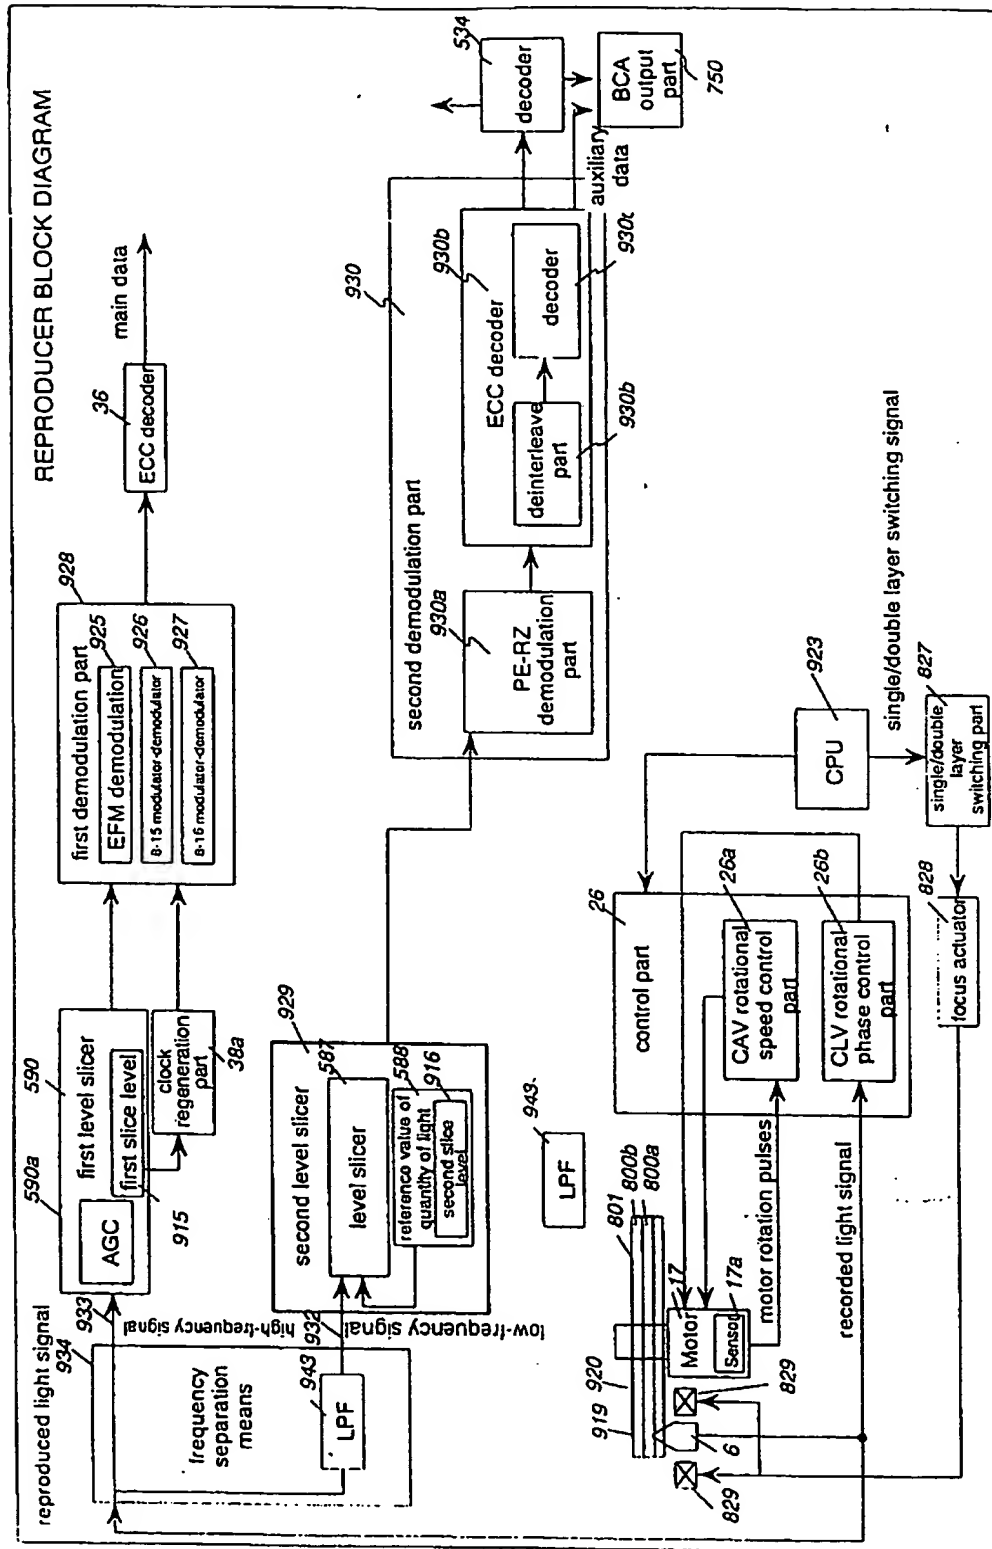 REPRODUCER BLOCK DIAGRAM
reproduced light signal
934
frequency
separation
means
943
LPF
933
high-frequency signal
932
low-frequency signal
590a
590
first level slicer
AGC
first slice level
915
clock
regeneration
part
38a
928
first demodulation part
925
EFM demodulation
926
8-15 modulator-demodulator
927
8-16 modulator-demodulator
36
ECC decoder
main data
929
second level slicer
587
level slicer
588
reference value of
quantity of light
916
second slice
level
930
second demodulation part
930a
PE-RZ
demodulation
part
930b
ECC decoder
deinterleave
part
930b
decoder
930c
auxiliary
data
534
decoder
BCA
output
part
750
943
LPF
919
920
801
800b
800a
17
Motor
17a
Sensor
829
6
829
motor rotation pulses
recorded light signal
26
control part
26a
CAV rotational
speed control
part
26b
CLV rotational
phase control
part
923
CPU
single/double layer switching signal
827
single/double
layer
switching part
828
focus actuator